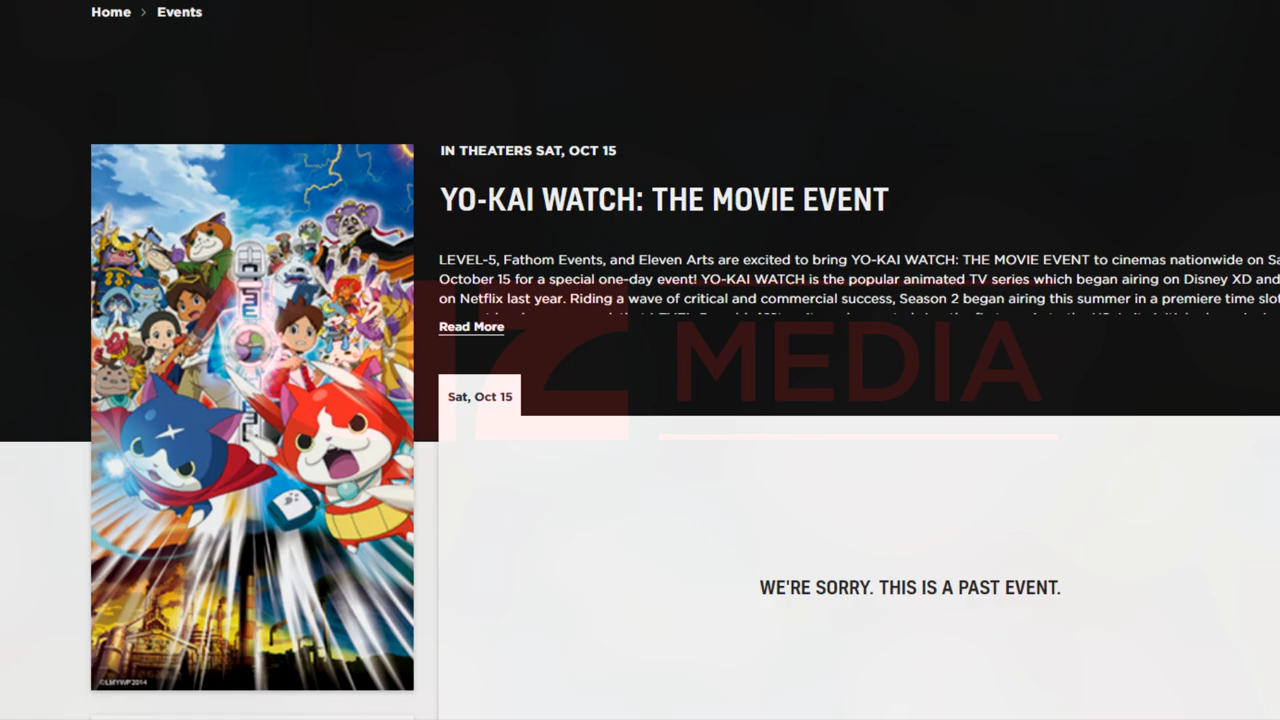 Home > Events
IN THEATERS SAT, OCT 15
YO-KAI WATCH: THE MOVIE EVENT
LEVEL-5, Fathom Events, and Eleven Arts are excited to bring YO-KAI WATCH: THE MOVIE EVENT to cinemas nationwide on Sa
October 15 for a special one-day event! YO-KAI WATCH is the popular animated TV series which began airing on Disney XD and
on Netflix last year. Riding a wave of critical and commercial success, Season 2 began airing this summer in a premiere time slot
Read More
MEDIA
Sat, Oct 15
WE'RE SORRY. THIS IS A PAST EVENT.
©LMYWP2014